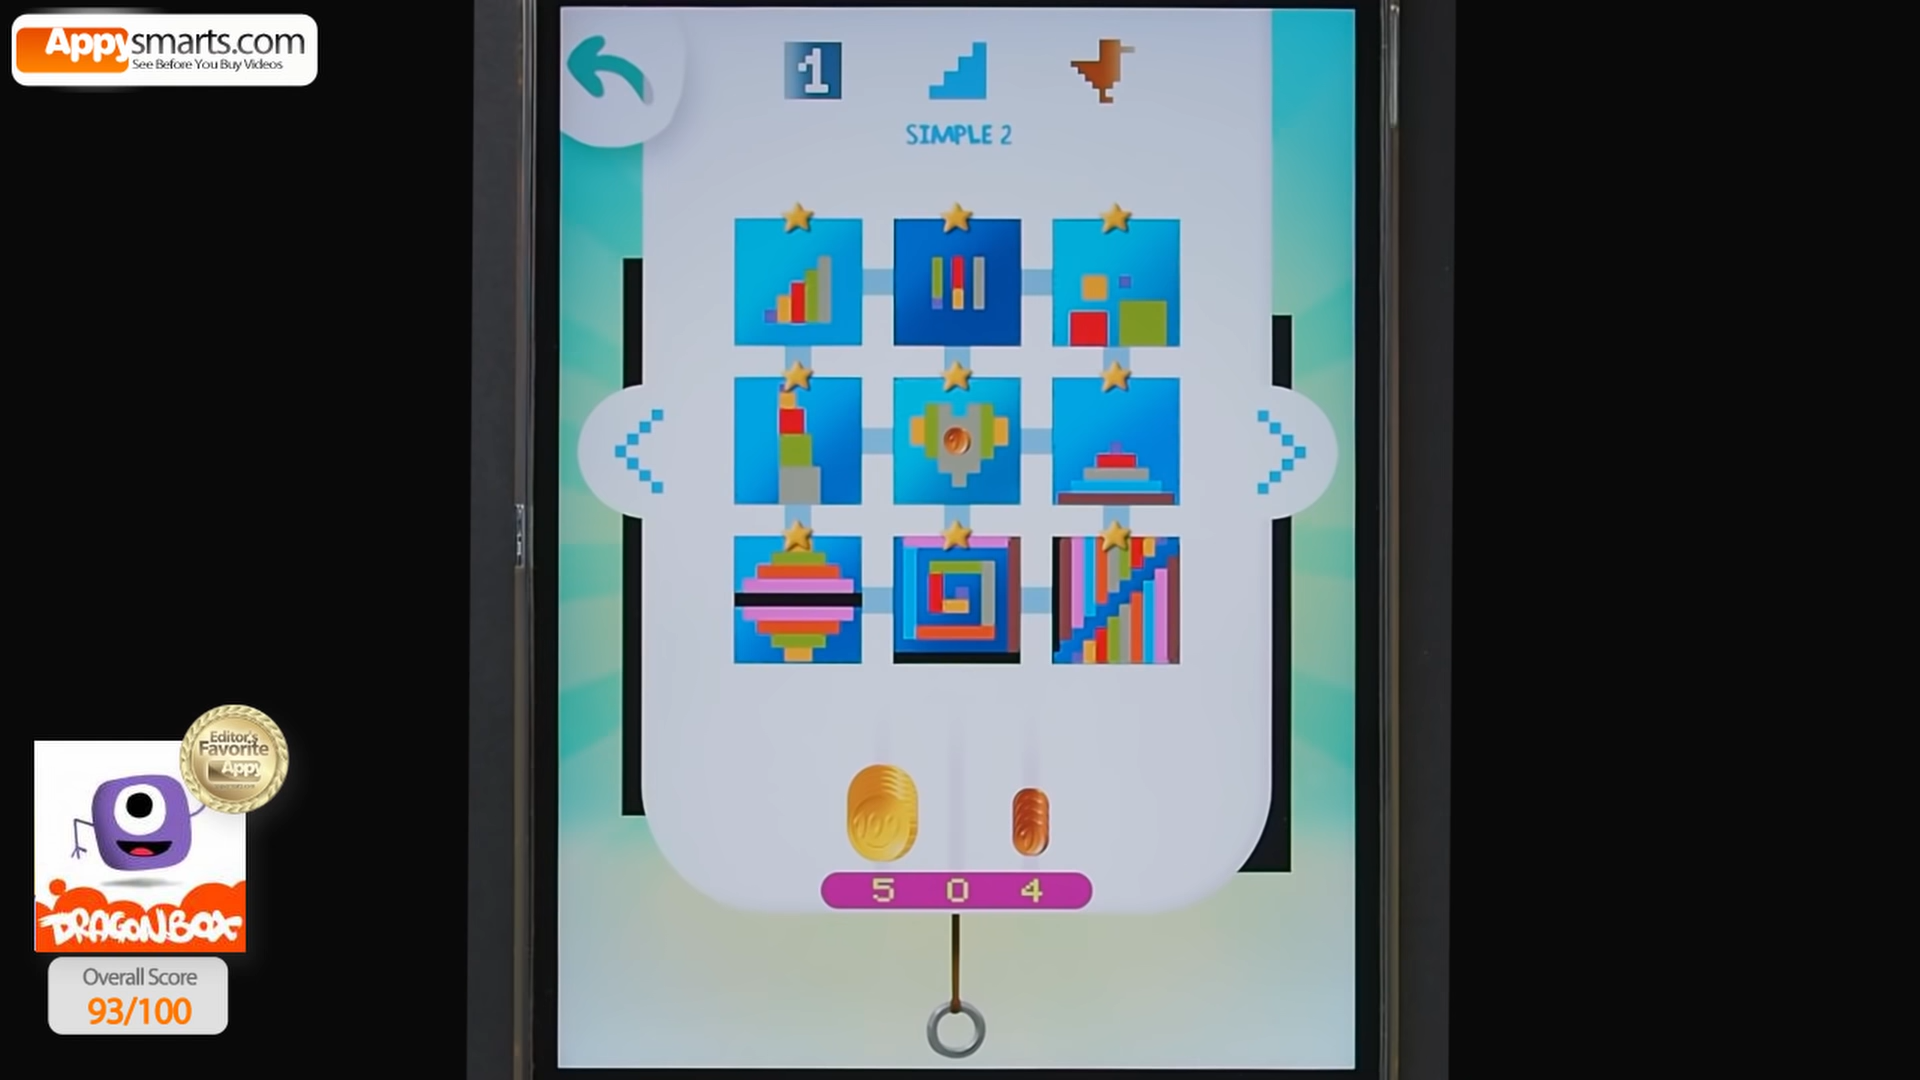 Appysmarts.com
See Before You Buy Videos
1
SIMPLE 2
100
5 0 4
Editor's
Favorite
Appy
DRAGONBOX
Overall Score
93/100